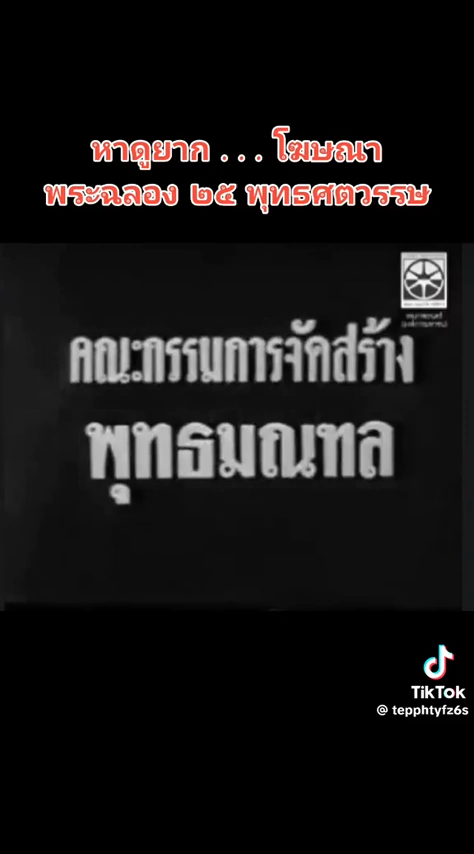 หาดูยาก . . . โฆษณา
พระฉลอง ๒๕ พุทธศตวรรษ
คณะกรรมการจัดสร้าง
พุทธมณฑล
TikTok
@ tepphtyfz6s